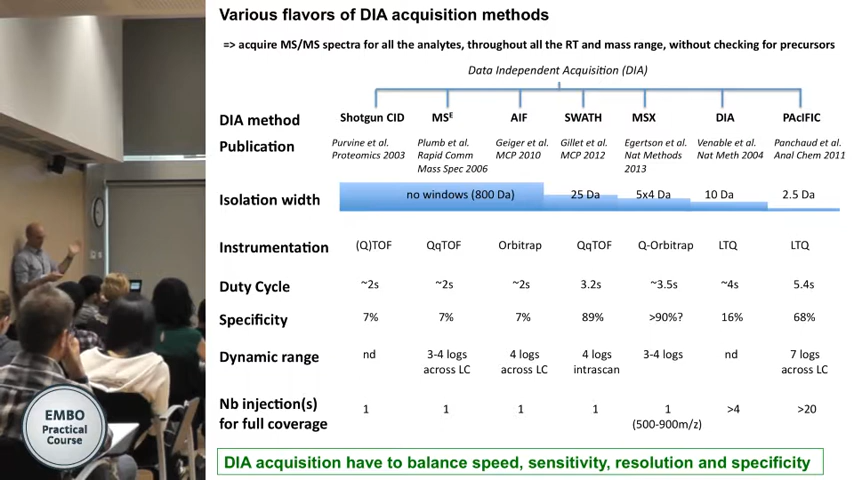 Various flavors of DIA acquisition methods
=> acquire MS/MS spectra for all the analytes, throughout all the RT and mass range, without checking for precursors
Data Independent Acquisition (DIA)
DIA method Shotgun CID MSᴱ AIF SWATH MSX DIA PAcIFIC
Publication Purvine et al. Plumb et al. Geiger et al. Gillet et al. Egertson et al. Venable et al. Panchaud et al.
Proteomics 2003 Rapid Comm MCP 2010 MCP 2012 Nat Methods Nat Meth 2004 Anal Chem 2011
Mass Spec 2006 2013
Isolation width no windows (800 Da) 25 Da 5x4 Da 10 Da 2.5 Da
Instrumentation (Q)TOF QqTOF Orbitrap QqTOF Q-Orbitrap LTQ LTQ
Duty Cycle ~2s ~2s ~2s 3.2s ~3.5s ~4s 5.4s
Specificity 7% 7% 7% 89% >90%? 16% 68%
Dynamic range nd 3-4 logs 4 logs 4 logs 3-4 logs nd 7 logs
across LC across LC intrascan across LC
Nb injection(s) 1 1 1 1 1 >4 >20
for full coverage (500-900m/z)
DIA acquisition have to balance speed, sensitivity, resolution and specificity
EMBO
Practical
Course